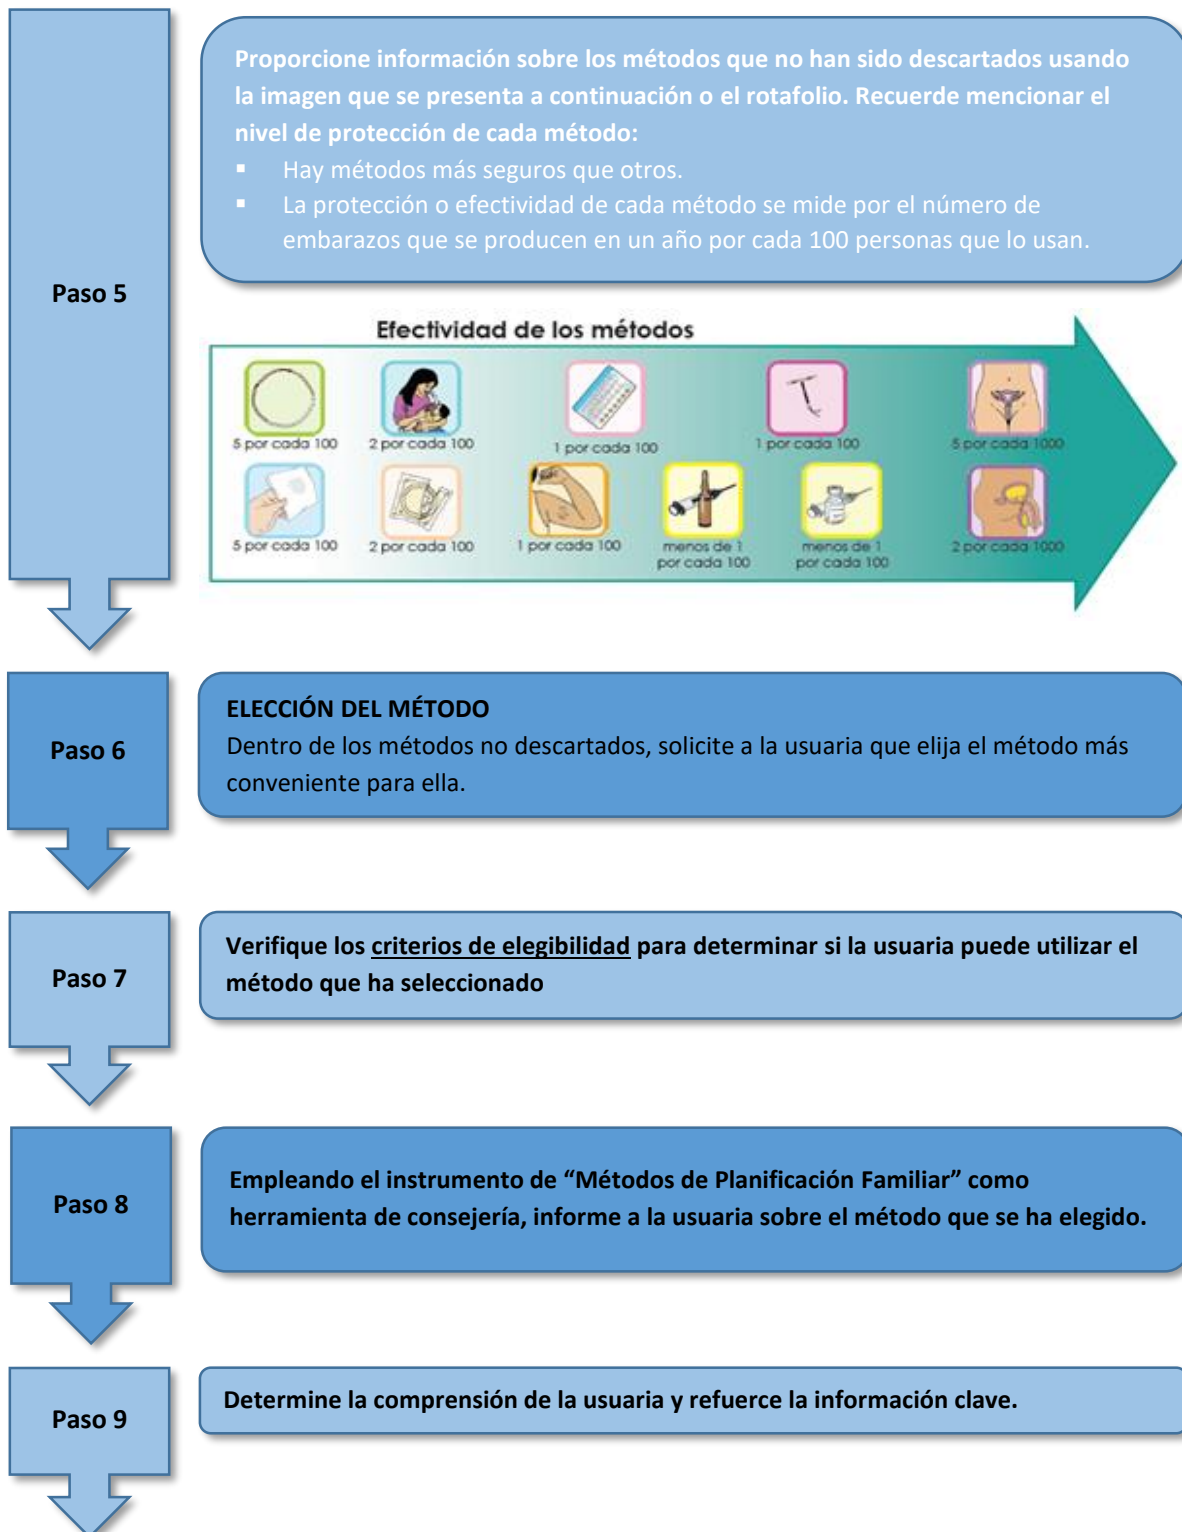 Paso 5
Proporcione información sobre los métodos que no han sido descartados usando
la imagen que se presenta a continuación o el rotafolio. Recuerde mencionar el
nivel de protección de cada método:
▪ Hay métodos más seguros que otros.
▪ La protección o efectividad de cada método se mide por el número de
embarazos que se producen en un año por cada 100 personas que lo usan.
Efectividad de los métodos
5 por cada 100
2 por cada 100
1 por cada 100
1 por cada 100
5 por cada 1000
5 por cada 100
2 por cada 100
1 por cada 100
menos de 1
por cada 100
menos de 1
por cada 100
2 por cada 1000
Paso 6
ELECCIÓN DEL MÉTODO
Dentro de los métodos no descartados, solicite a la usuaria que elija el método más
conveniente para ella.
Paso 7
Verifique los criterios de elegibilidad para determinar si la usuaria puede utilizar el
método que ha seleccionado
Paso 8
Empleando el instrumento de “Métodos de Planificación Familiar” como
herramienta de consejería, informe a la usuaria sobre el método que se ha elegido.
Paso 9
Determine la comprensión de la usuaria y refuerce la información clave.